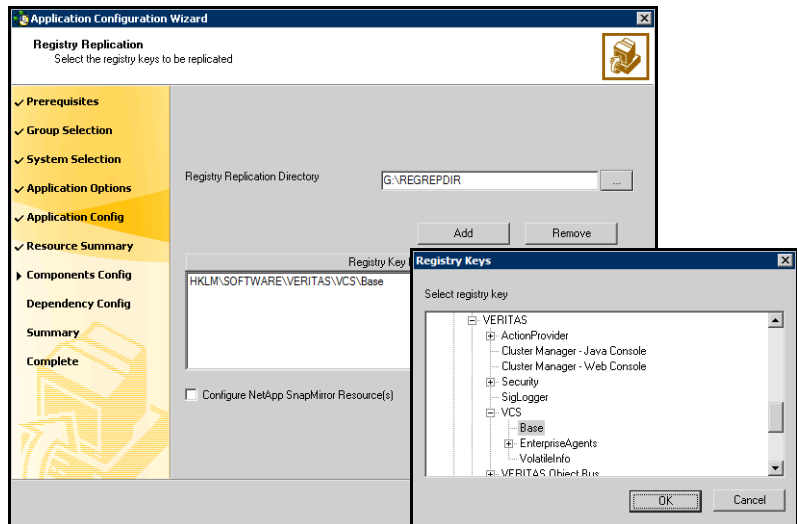 Application Configuration Wizard
Registry Replication
Select the registry keys to be replicated
Prerequisites
Group Selection
System Selection
Application Options
Application Config
Resource Summary
Components Config
Dependency Config
Summary
Complete
Registry Replication Directory
G:\REGREPDIR
...
Add
Remove
Registry Key
HKLM\SOFTWARE\VERITAS\VCS\Base
Configure NetApp SnapMirror Resource(s)
Registry Keys
Select registry key
VERITAS
ActionProvider
Cluster Manager - Java Console
Cluster Manager - Web Console
Security
SigLogger
VCS
Base
EnterpriseAgents
VolatileInfo
VERITAS Object Bus
OK
Cancel